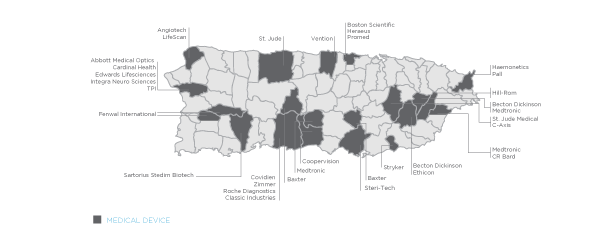 Angiotech
LifeScan
St. Jude
Vention
Boston Scientific
Heraeus
Promed
Abbott Medical Optics
Cardinal Health
Edwards Lifesciences
Integra Neuro Sciences
TPI
Haemonetics
Pall
Hill-Rom
Becton Dickinson
Medtronic
St. Jude Medical
C-Axis
Fenwal International
Medtronic
CR Bard
Sartorius Stedim Biotech
Covidien
Zimmer
Roche Diagnostics
Classic Industries
Baxter
Medtronic
Coopervision
Steri-Tech
Baxter
Stryker
Becton Dickinson
Ethicon
MEDICAL DEVICE